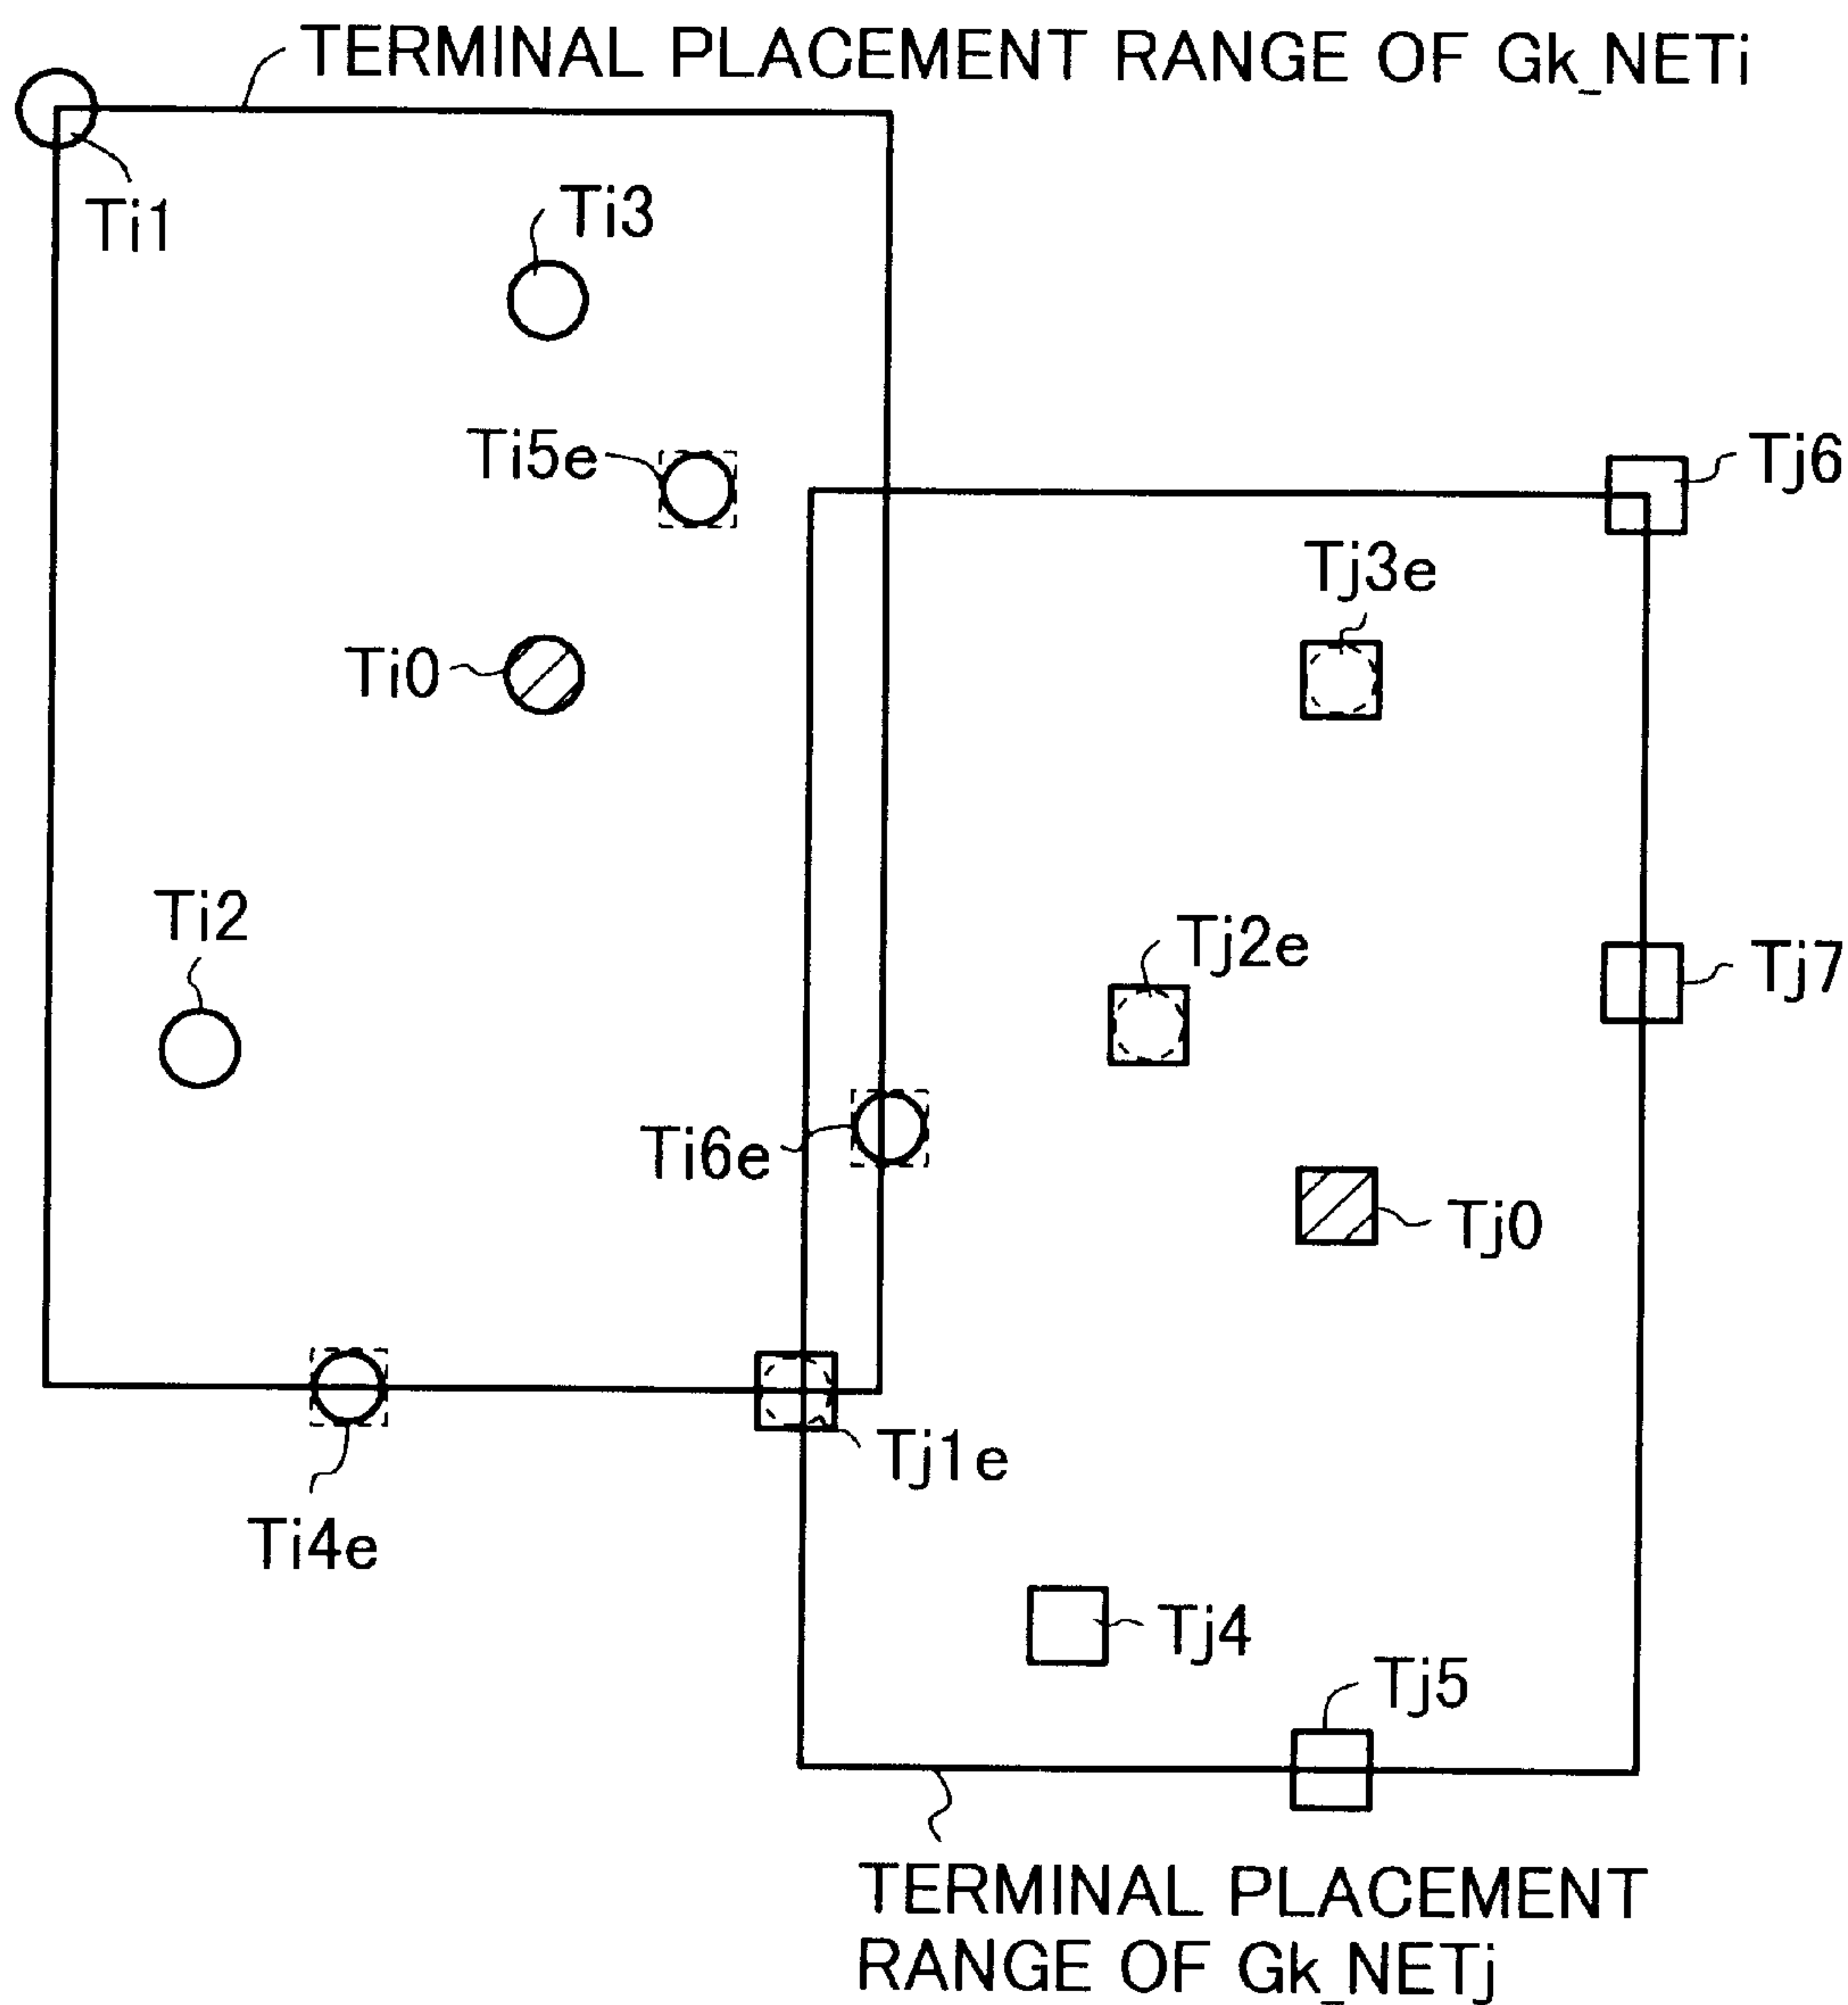 TERMINAL PLACEMENT RANGE OF Gk_NETi
Ti1
Ti3
Ti5e
Tj6
Tj3e
Ti0
Ti2
Tj2e
Tj7
Ti6e
Tj0
Tj1e
Ti4e
Tj4
Tj5
TERMINAL PLACEMENT
RANGE OF Gk_NETj